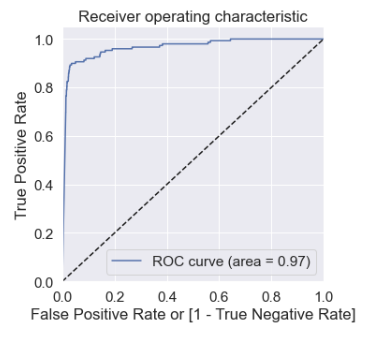 Receiver operating characteristic
1.0
0.8
0.6
0.4
0.2
0.0
True Positive Rate
ROC curve (area = 0.97)
0.0 0.2 0.4 0.6 0.8 1.0
False Positive Rate or [1 - True Negative Rate]